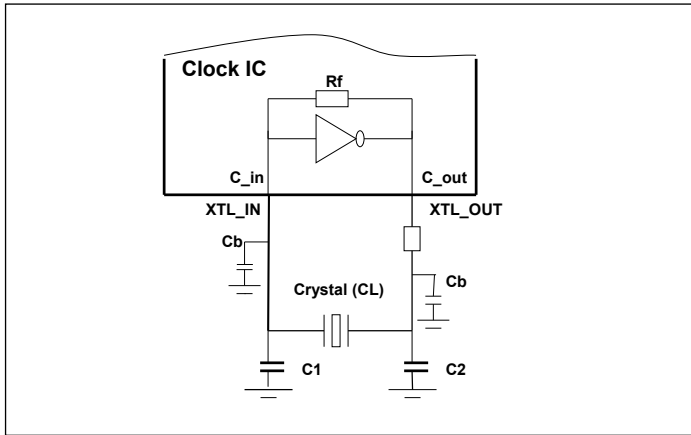 Clock IC
Rf
C_in
C_out
XTL_IN
XTL_OUT
Cb
Cb
Crystal (CL)
C1
C2